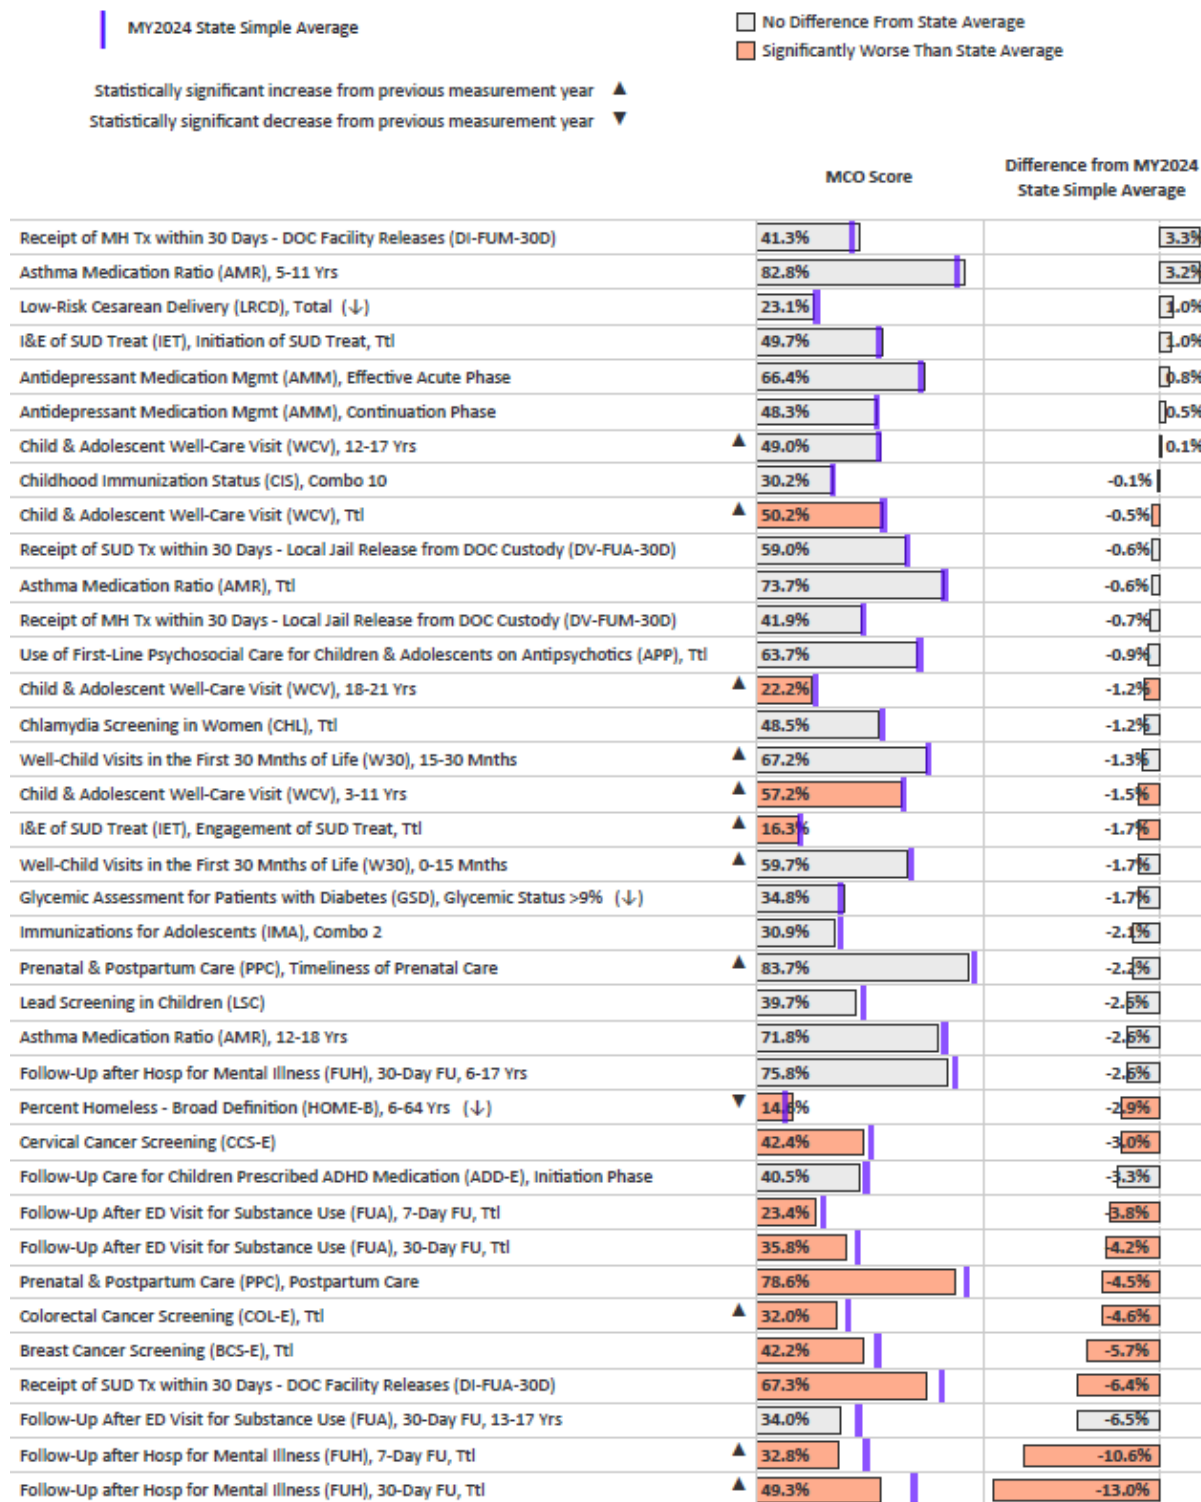 MY2024 State Simple Average
No Difference From State Average
Significantly Worse Than State Average
Statistically significant increase from previous measurement year ▲
Statistically significant decrease from previous measurement year ▼
MCO Score
Difference from MY2024
State Simple Average
Receipt of MH Tx within 30 Days - DOC Facility Releases (DI-FUM-30D) 41.3% 3.3%
Asthma Medication Ratio (AMR), 5-11 Yrs 82.8% 3.2%
Low-Risk Cesarean Delivery (LRCD), Total (↓) 23.1% 1.0%
I&E of SUD Treat (IET), Initiation of SUD Treat, Ttl 49.7% 1.0%
Antidepressant Medication Mgmt (AMM), Effective Acute Phase 66.4% 0.8%
Antidepressant Medication Mgmt (AMM), Continuation Phase 48.3% 0.5%
Child & Adolescent Well-Care Visit (WCV), 12-17 Yrs ▲ 49.0% 0.1%
Childhood Immunization Status (CIS), Combo 10 30.2% -0.1%
Child & Adolescent Well-Care Visit (WCV), Ttl ▲ 50.2% -0.5%
Receipt of SUD Tx within 30 Days - Local Jail Release from DOC Custody (DV-FUA-30D) 59.0% -0.6%
Asthma Medication Ratio (AMR), Ttl 73.7% -0.6%
Receipt of MH Tx within 30 Days - Local Jail Release from DOC Custody (DV-FUM-30D) 41.9% -0.7%
Use of First-Line Psychosocial Care for Children & Adolescents on Antipsychotics (APP), Ttl 63.7% -0.9%
Child & Adolescent Well-Care Visit (WCV), 18-21 Yrs ▲ 22.2% -1.2%
Chlamydia Screening in Women (CHL), Ttl 48.5% -1.2%
Well-Child Visits in the First 30 Mnths of Life (W30), 15-30 Mnths ▲ 67.2% -1.3%
Child & Adolescent Well-Care Visit (WCV), 3-11 Yrs ▲ 57.2% -1.5%
I&E of SUD Treat (IET), Engagement of SUD Treat, Ttl ▲ 16.3% -1.7%
Well-Child Visits in the First 30 Mnths of Life (W30), 0-15 Mnths ▲ 59.7% -1.7%
Glycemic Assessment for Patients with Diabetes (GSD), Glycemic Status >9% (↓) 34.8% -1.7%
Immunizations for Adolescents (IMA), Combo 2 30.9% -2.1%
Prenatal & Postpartum Care (PPC), Timeliness of Prenatal Care ▲ 83.7% -2.2%
Lead Screening in Children (LSC) 39.7%
Asthma Medication Ratio (AMR), 12-18 Yrs 71.8% -2.6%
Follow-Up after Hosp for Mental Illness (FUH), 30-Day FU, 6-17 Yrs 75.8% -2.6%
Percent Homeless - Broad Definition (HOME-B), 6-64 Yrs (↓) ▼ -2.9%
Cervical Cancer Screening (CCS-E) 42.4% -3.0%
Follow-Up Care for Children Prescribed ADHD Medication (ADD-E), Initiation Phase 40.5% -3.3%
Follow-Up After ED Visit for Substance Use (FUA), 7-Day FU, Ttl 23.4% -3.8%
Follow-Up After ED Visit for Substance Use (FUA), 30-Day FU, Ttl 35.8% -4.2%
Prenatal & Postpartum Care (PPC), Postpartum Care 78.6% -4.5%
Colorectal Cancer Screening (COL-E), Ttl ▲ 32.0% -4.6%
Breast Cancer Screening (BCS-E), Ttl 42.2% -5.7%
Receipt of SUD Tx within 30 Days - DOC Facility Releases (DI-FUA-30D) 67.3% -6.4%
Follow-Up After ED Visit for Substance Use (FUA), 30-Day FU, 13-17 Yrs 34.0% -6.5%
Follow-Up after Hosp for Mental Illness (FUH), 7-Day FU, Ttl ▲ 32.8% -10.6%
Follow-Up after Hosp for Mental Illness (FUH), 30-Day FU, Ttl ▲ 49.3% -13.0%